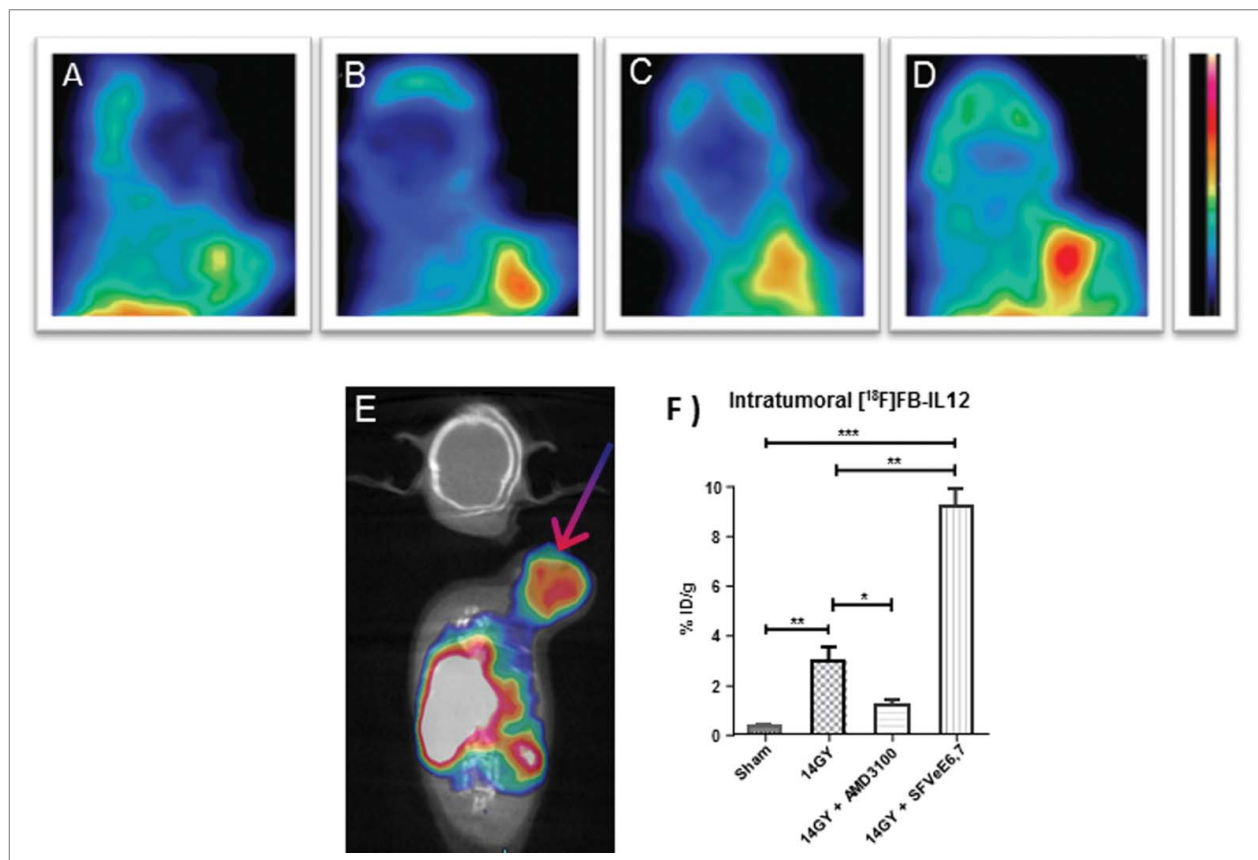 A
B
C
D
E
F )
Intratumoral [¹⁸F]FB-IL12
***
**
*
**
10
8
6
4
2
0
% ID/g
Sham
14GY
14GY + AMD3100
14GY + SFVeE6,7